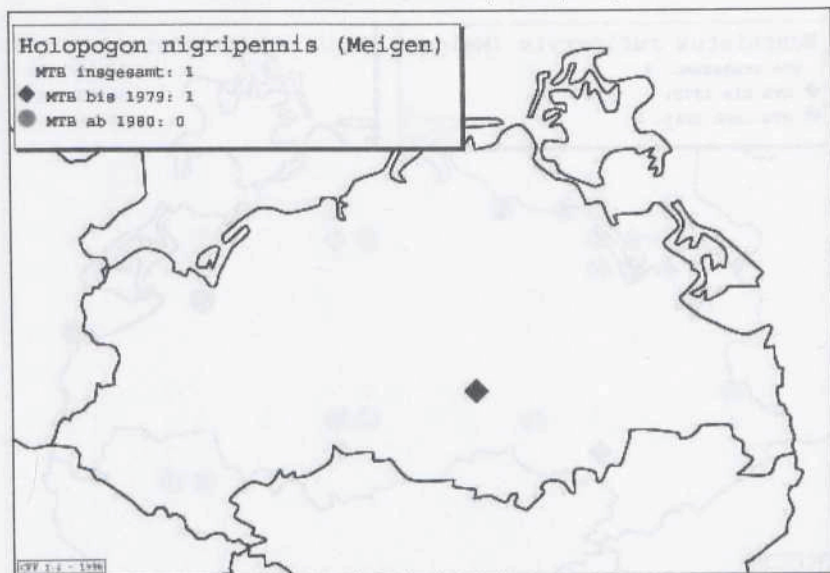 Holopogon nigripennis (Meigen)
MTB insgesamt: 1
MTB bis 1979: 1
MTB ab 1980: 0